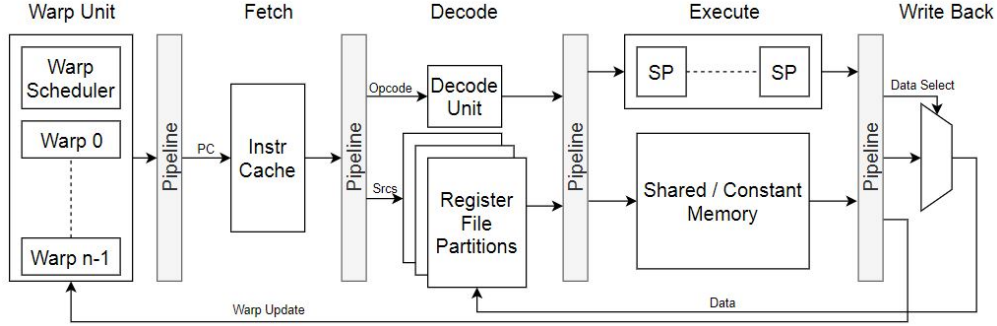 Warp Unit
Fetch
Decode
Execute
Write Back
Warp
Scheduler
Warp 0
Warp n-1
Pipeline
PC
Instr
Cache
Pipeline
Opcode
Srcs
Decode
Unit
Register
File
Partitions
Pipeline
SP
SP
Shared / Constant
Memory
Pipeline
Data Select
Data
Warp Update